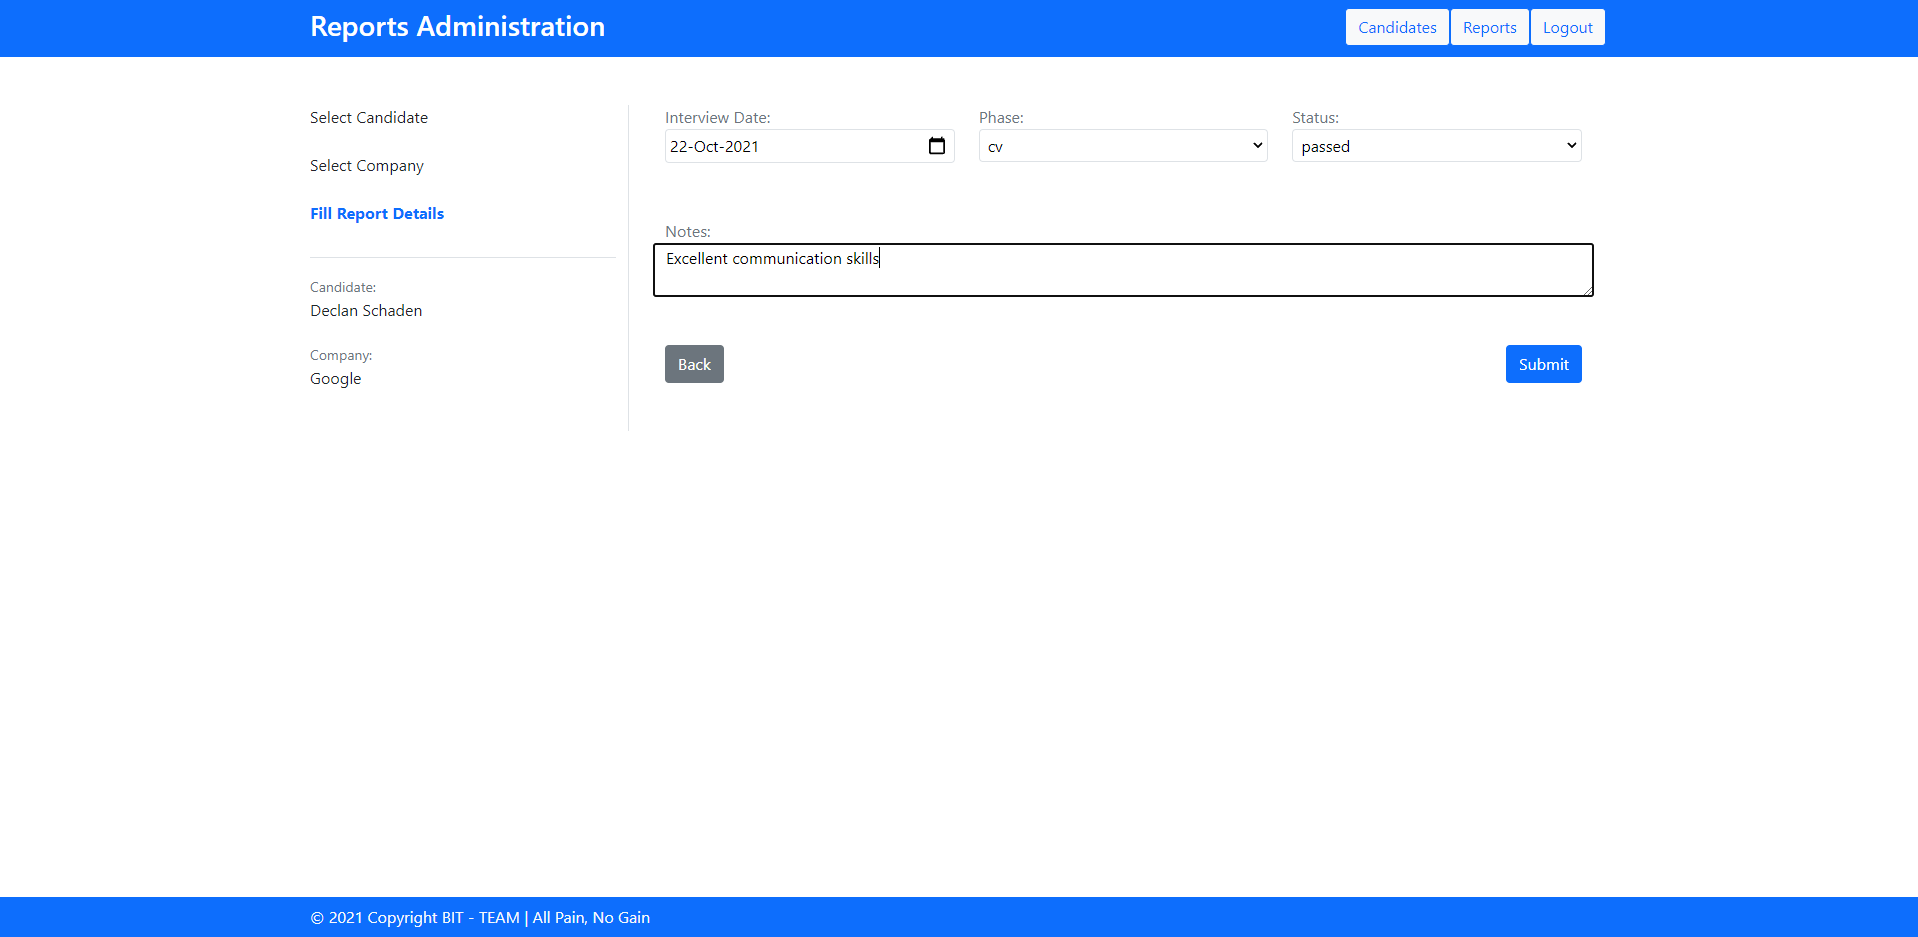 Reports Administration
Candidates
Reports
Logout
Select Candidate
Select Company
Fill Report Details
Candidate:
Declan Schaden
Company:
Google
Interview Date:
22-Oct-2021
Phase:
cv
Status:
passed
Notes:
Excellent communication skills
Back
Submit
© 2021 Copyright BIT - TEAM | All Pain, No Gain